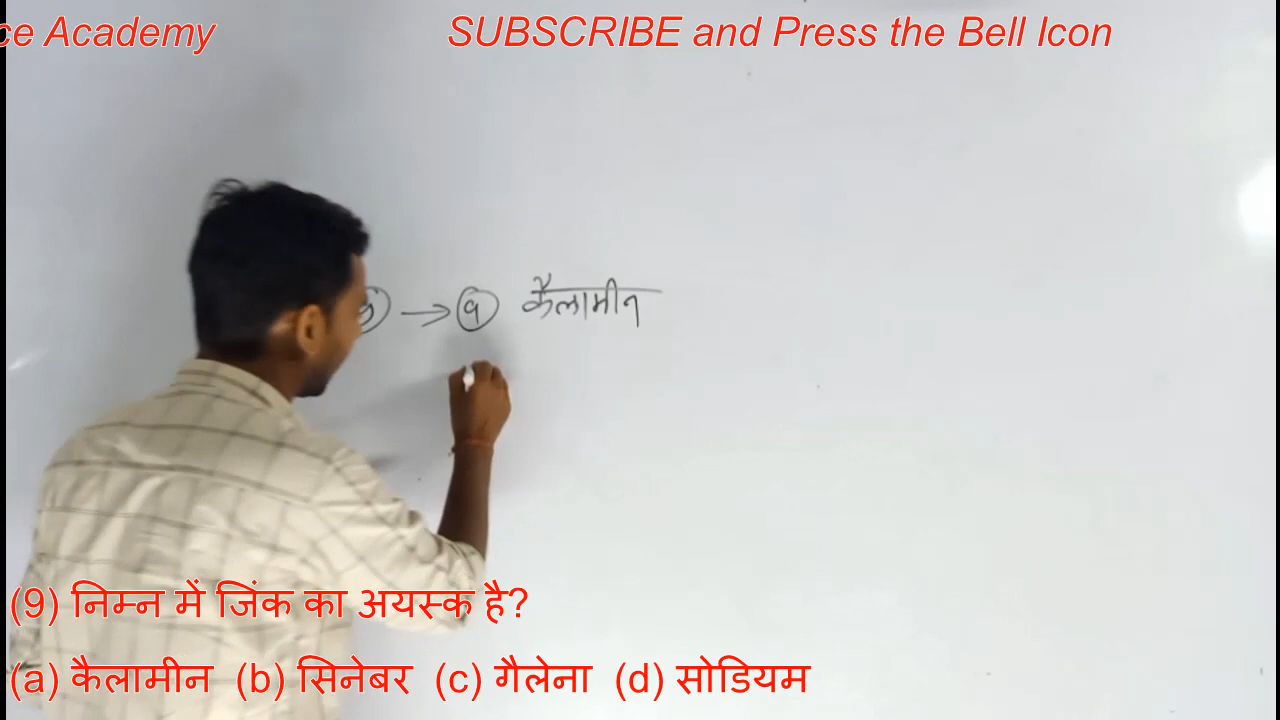 ce Academy SUBSCRIBE and Press the Bell Icon
→ (a) कैलामीन
(9) निम्न में जिंक का अयस्क है?
(a) कैलामीन (b) सिनेबर (c) गैलेना (d) सोडियम